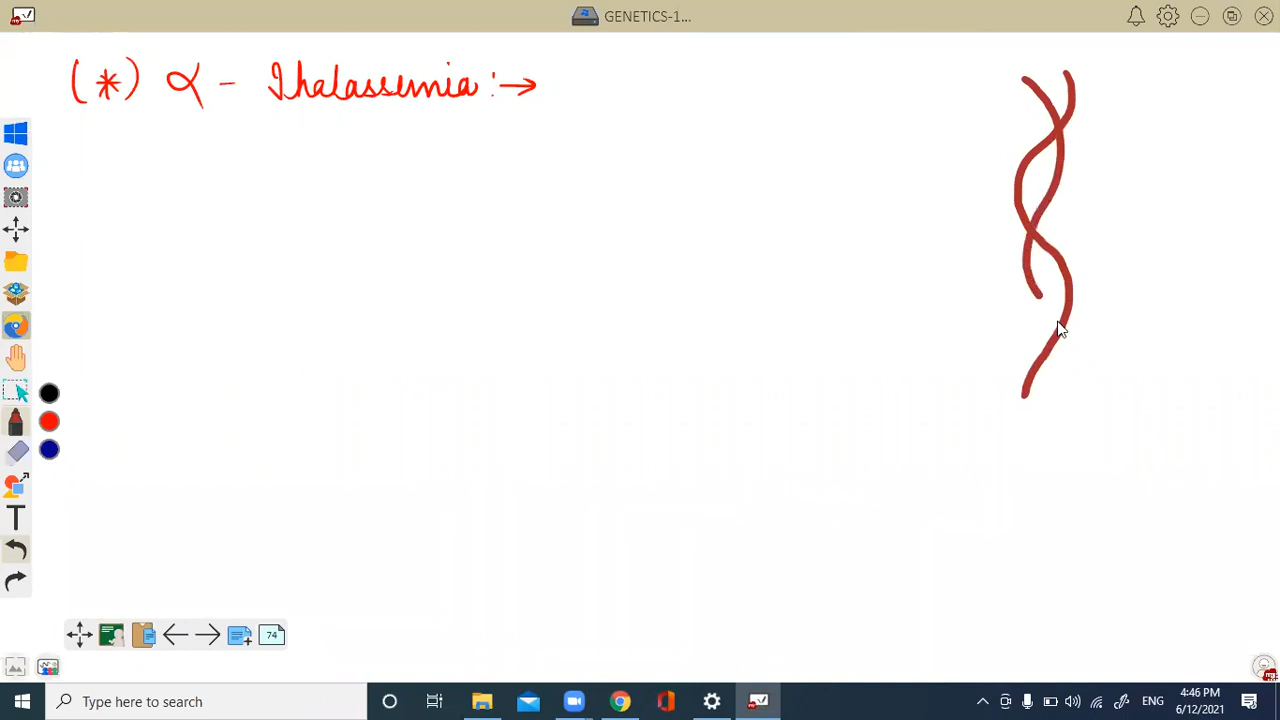 GENETICS-1...
(*) α - Thalassemia :→
74
Type here to search
ENG
4:46 PM
6/12/2021